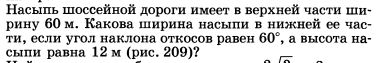 Насыпь шоссейной дороги имеет в верхней части ши-
рину 60 м. Какова ширина насыпи в нижней ее час-
ти, если угол наклона откосов равен 60°, а высота на-
сыпи равна 12 м (рис. 209)?